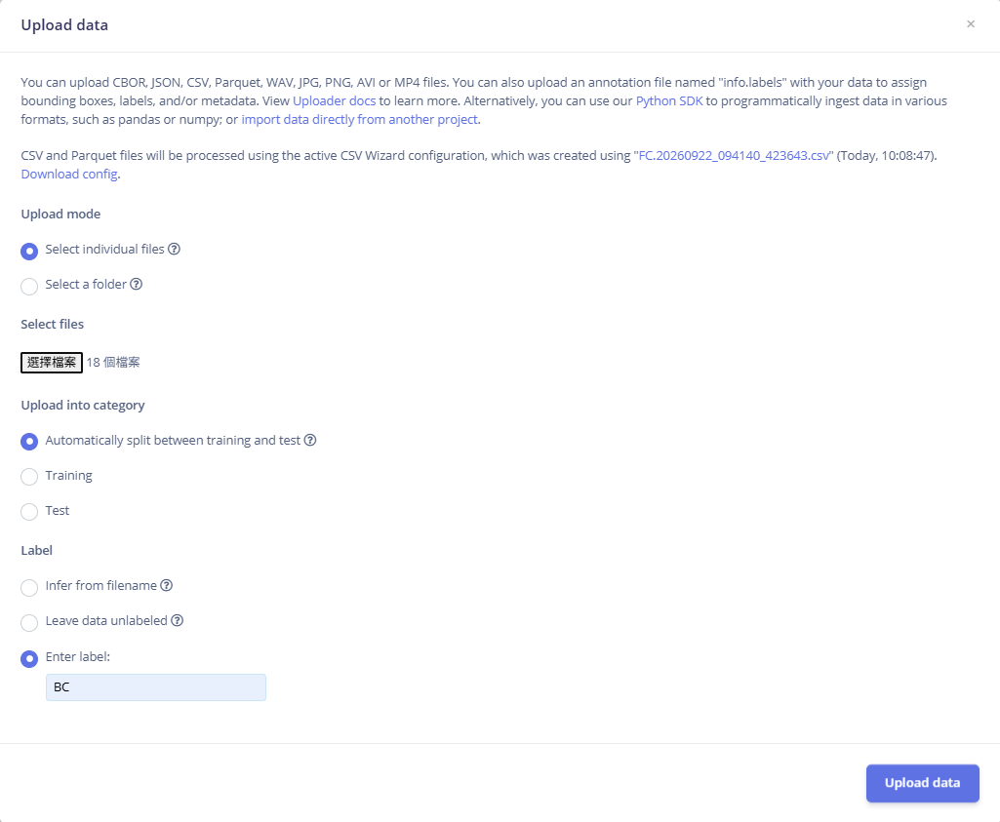 Upload data
×
You can upload CBOR, JSON, CSV, Parquet, WAV, JPG, PNG, AVI or MP4 files. You can also upload an annotation file named "info.labels" with your data to assign
bounding boxes, labels, and/or metadata. View Uploader docs to learn more. Alternatively, you can use our Python SDK to programmatically ingest data in various
formats, such as pandas or numpy; or import data directly from another project.
CSV and Parquet files will be processed using the active CSV Wizard configuration, which was created using "FC.20260922_094140_423643.csv" (Today, 10:08:47).
Download config.
Upload mode
Select individual files ?
Select a folder ?
Select files
選擇檔案 18 個檔案
Upload into category
Automatically split between training and test ?
Training
Test
Label
Infer from filename ?
Leave data unlabeled ?
Enter label:
BC
Upload data